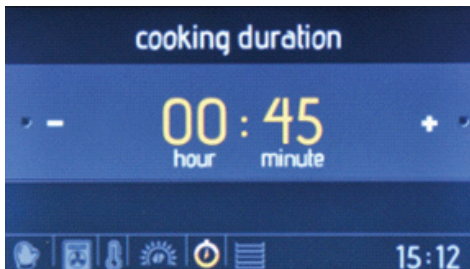 cooking duration
- 00 : 45 +
hour minute
15:12